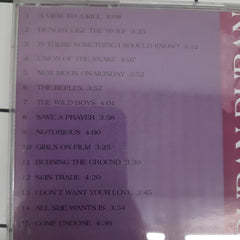 1 A VIEW TO A KILL 4:08
2 HUNGRY LIKE THE WOLF 3:25
3 IS THERE SOMETHING I SHOULD KNOW? 3:12
4 UNION OF THE SNAKE 4:07
5 NEW MOON ON MONDAY 3:52
6 THE REFLEX 3:57
7 THE WILD BOYS 4:01
8 SAVE A PRAYER 3:58
9 NOTORIOUS 4:00
10 GIRLS ON FILM 3:25
11 BURNING THE GROUND 3:30
12 SKIN TRADE 4:20
13 I DON'T WANT YOUR LOVE 3:45
14 ALL SHE WANTS IS 3:54
15 COME UNDONE 4:36
RAN DURAN